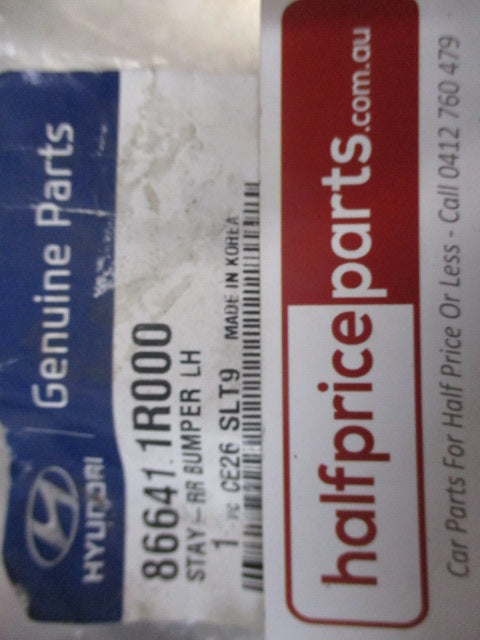 HYUNDAI
Genuine Parts
86641 1R000
STAY-RR BUMPER LH
1 PC CE26 SLT9 MADE IN KOREA
halfpriceparts.com.au
Car Parts For Half Price Or Less - Call 0412 760 479